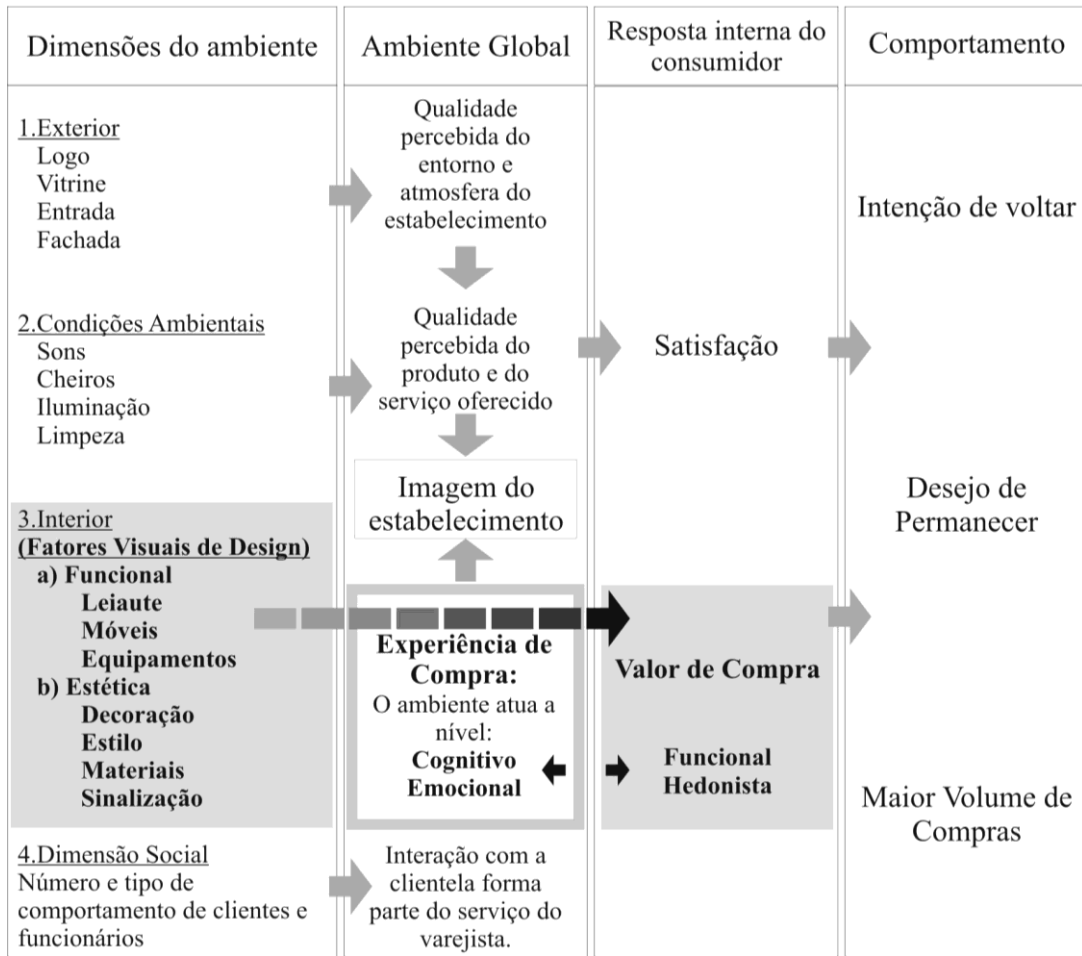 Dimensões do ambiente
Ambiente Global
Resposta interna do
consumidor
Comportamento
1.Exterior
Logo
Vitrine
Entrada
Fachada
2.Condições Ambientais
Sons
Cheiros
Iluminação
Limpeza
3.Interior
(Fatores Visuais de Design)
a) Funcional
Leiaute
Móveis
Equipamentos
b) Estética
Decoração
Estilo
Materiais
Sinalização
4.Dimensão Social
Número e tipo de
comportamento de clientes e
funcionários
Qualidade
percebida do
entorno e
atmosfera do
estabelecimento
Qualidade
percebida do
produto e do
serviço oferecido
Imagem do
estabelecimento
Experiência de
Compra:
O ambiente atua a
nível:
Cognitivo
Emocional
Interação com a
clientela forma
parte do serviço do
varejista.
Satisfação
Valor de Compra
Funcional
Hedonista
Intenção de voltar
Desejo de
Permanecer
Maior Volume de
Compras